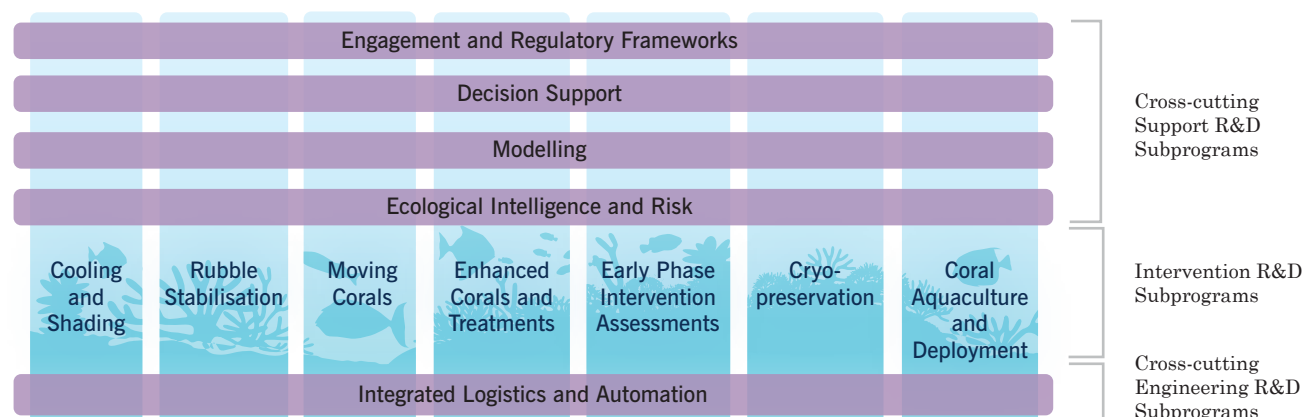 Engagement and Regulatory Frameworks
Decision Support
Modelling
Ecological Intelligence and Risk
Cross-cutting
Support R&D
Subprograms
Cooling
and
Shading
Rubble
Stabilisation
Moving
Corals
Enhanced
Corals and
Treatments
Early Phase
Intervention
Assessments
Cryo-
preservation
Coral
Aquaculture
and
Deployment
Intervention R&D
Subprograms
Integrated Logistics and Automation
Cross-cutting
Engineering R&D
Subprograms